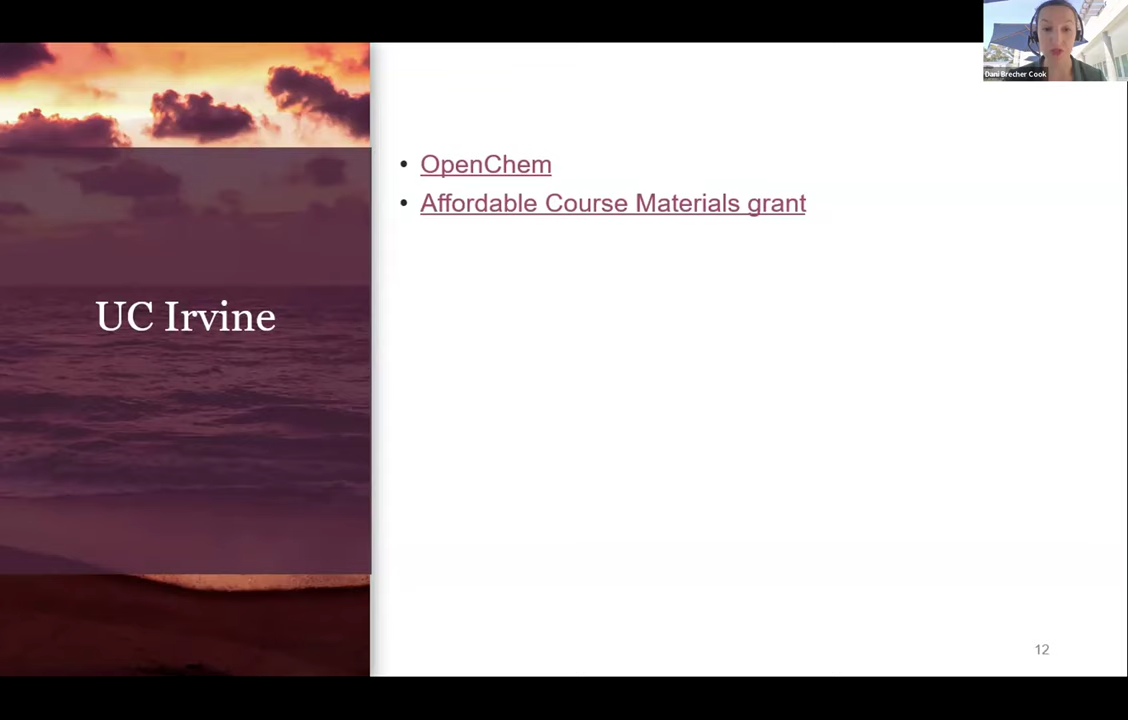 Dani Brecher Cook
OpenChem
Affordable Course Materials grant
UC Irvine
12